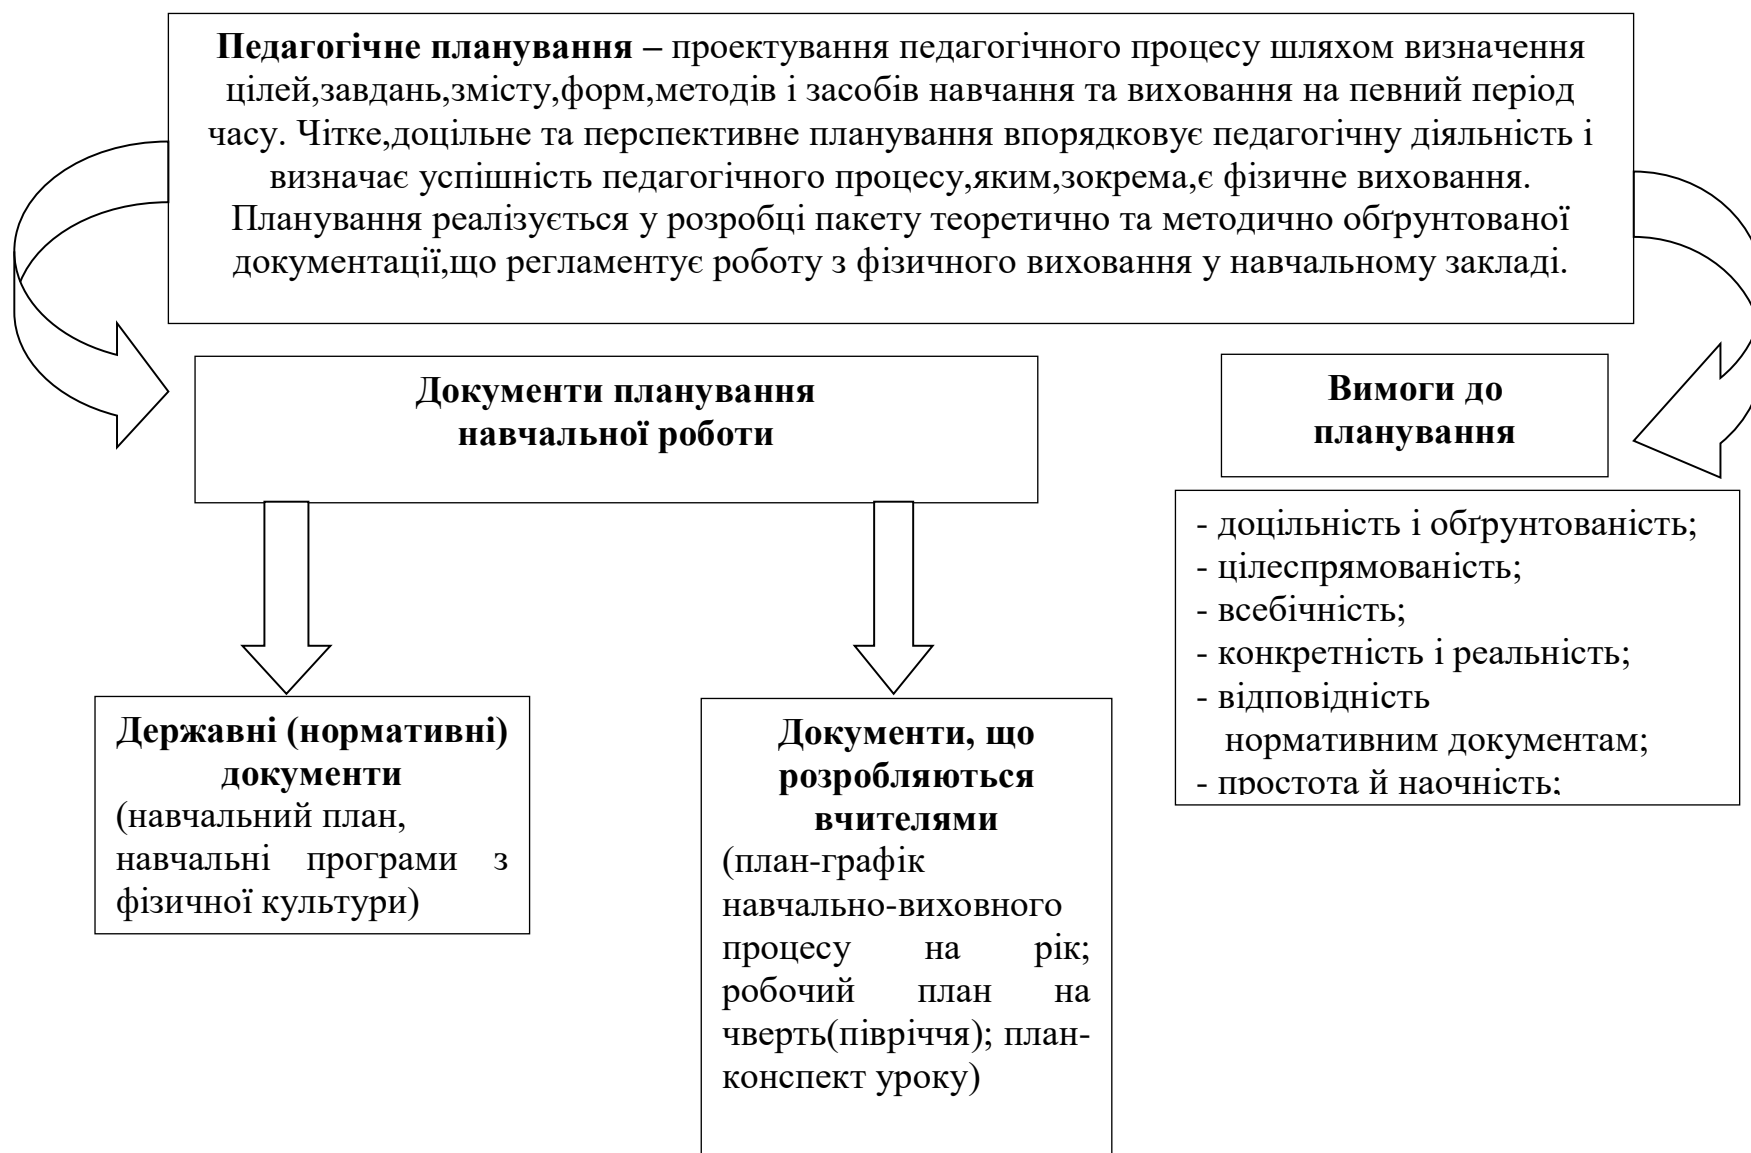 Педагогічне планування – проектування педагогічного процесу шляхом визначення
цілей,завдань,змісту,форм,методів і засобів навчання та виховання на певний період
часу. Чітке,доцільне та перспективне планування впорядковує педагогічну діяльність і
визначає успішність педагогічного процесу,яким,зокрема,є фізичне виховання.
Планування реалізується у розробці пакету теоретично та методично обґрунтованої
документації,що регламентує роботу з фізичного виховання у навчальному закладі.
Документи планування
навчальної роботи
Вимоги до
планування
- доцільність і обґрунтованість;
- цілеспрямованість;
- всебічність;
- конкретність і реальність;
- відповідність
нормативним документам;
- простота й наочність;
Державні (нормативні)
документи
(навчальний план,
навчальні програми з
фізичної культури)
Документи, що
розробляються
вчителями
(план-графік
навчально-виховного
процесу на рік;
робочий план на
чверть(півріччя); план-
конспект уроку)